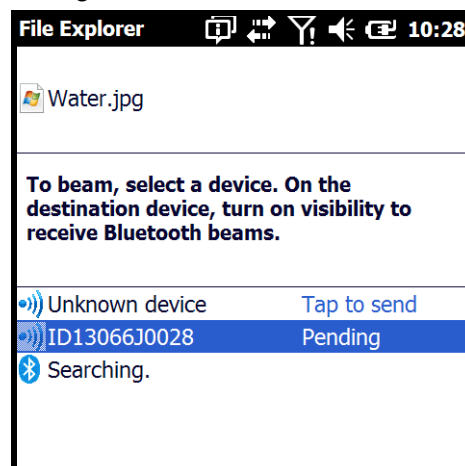 File Explorer 10:28
Water.jpg
To beam, select a device. On the
destination device, turn on visibility to
receive Bluetooth beams.
Unknown device Tap to send
ID13066J0028 Pending
Searching.